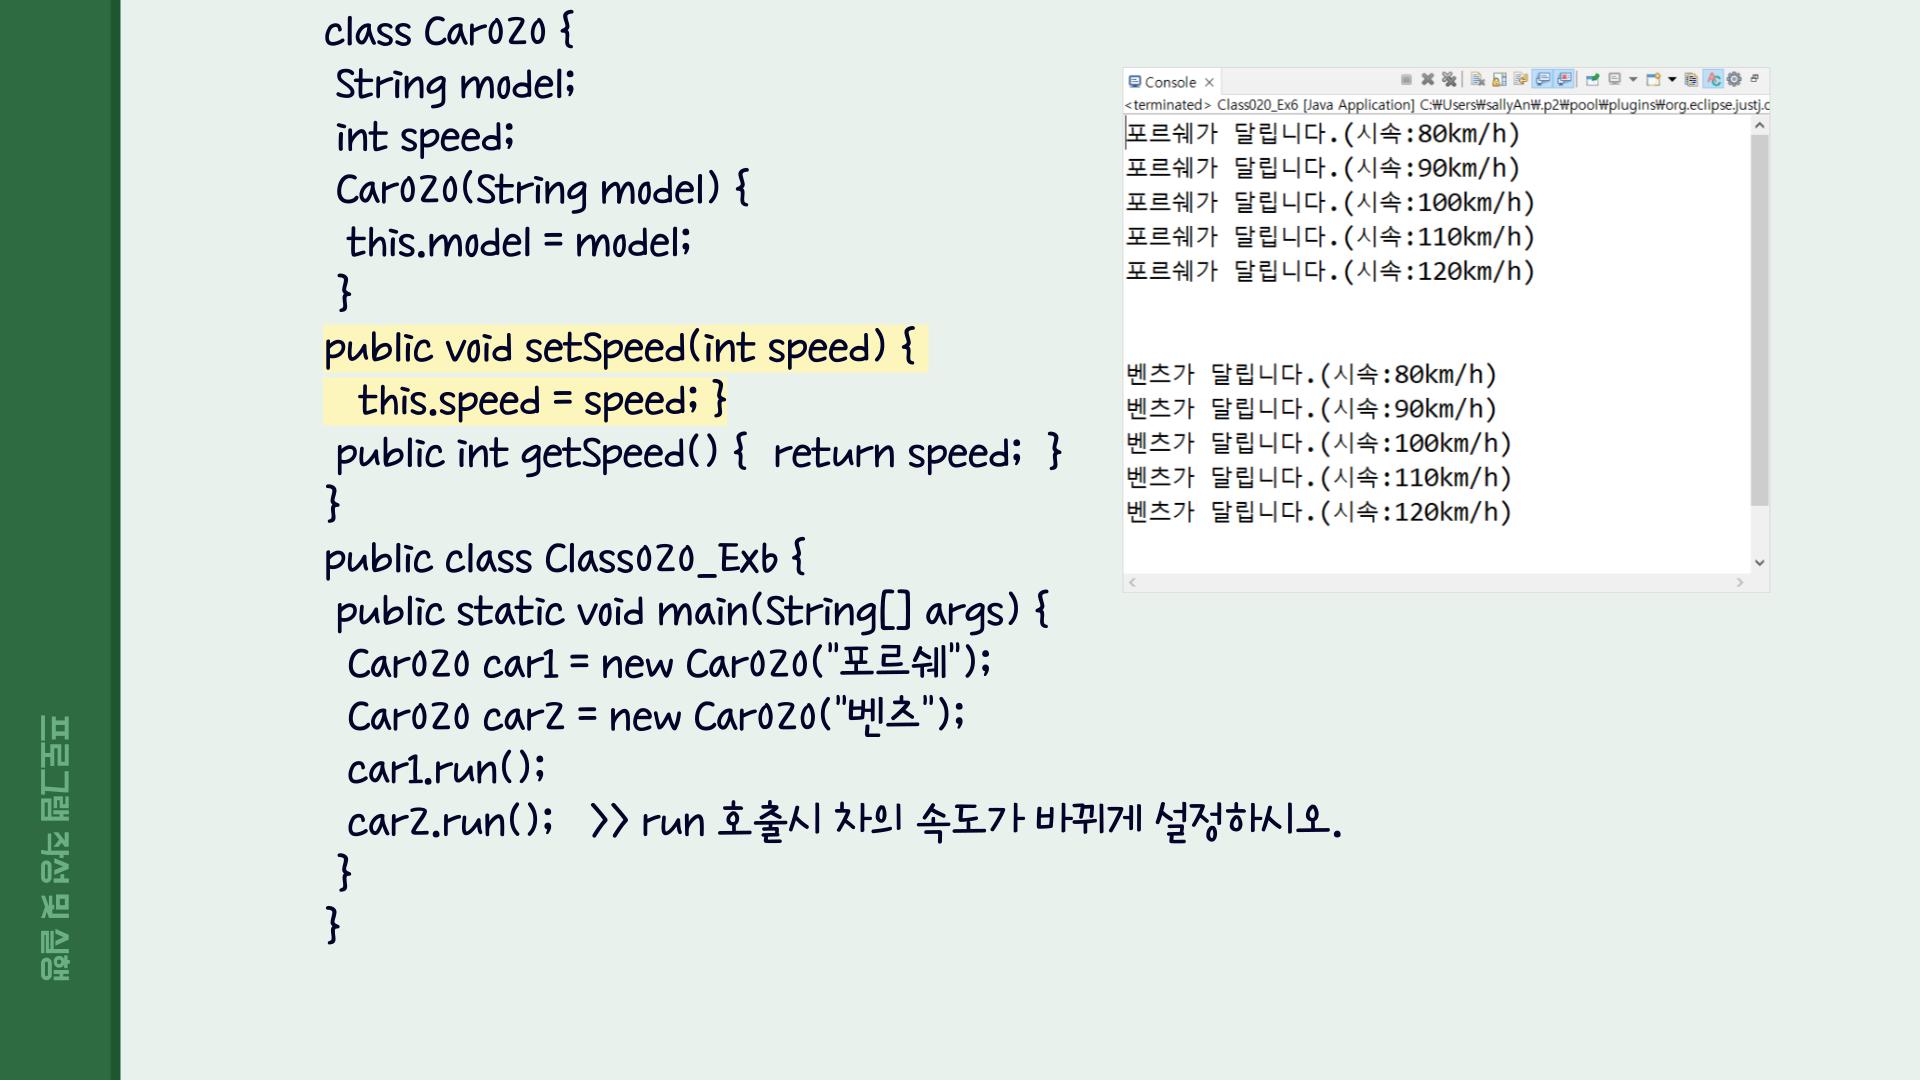 class Car020 {
String model;
int speed;
Car020(String model) {
this.model = model;
}
public void setSpeed(int speed) {
this.speed = speed; }
public int getSpeed() { return speed; }
}
public class Class020_Ex6 {
public static void main(String[] args) {
Car020 car1 = new Car020("포르쉐");
Car020 car2 = new Car020("벤츠");
car1.run();
car2.run(); >> run 호출시 차의 속도가 바뀌게 설정하시오.
}
}
Console
<terminated> Class020_Ex6 [Java Application] C:₩Users₩sallyAn₩.p2₩pool₩plugins₩org.eclipse.justj.c
포르쉐가 달립니다.(시속:80km/h)
포르쉐가 달립니다.(시속:90km/h)
포르쉐가 달립니다.(시속:100km/h)
포르쉐가 달립니다.(시속:110km/h)
포르쉐가 달립니다.(시속:120km/h)
벤츠가 달립니다.(시속:80km/h)
벤츠가 달립니다.(시속:90km/h)
벤츠가 달립니다.(시속:100km/h)
벤츠가 달립니다.(시속:110km/h)
벤츠가 달립니다.(시속:120km/h)
프로그램 작성 및 실행